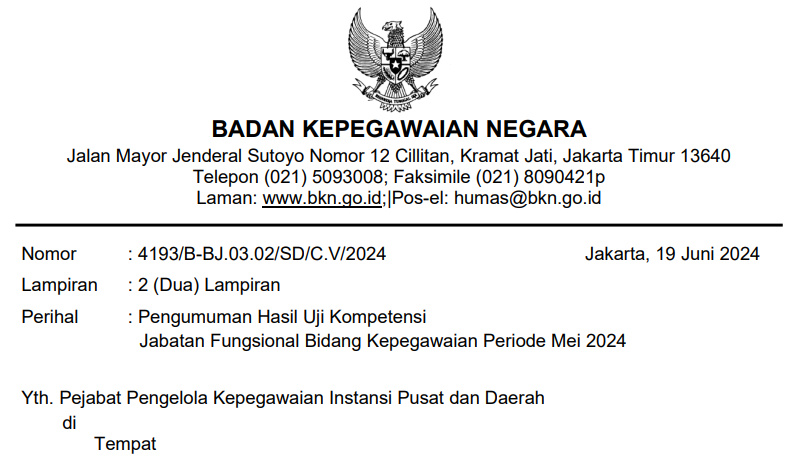 BADAN KEPEGAWAIAN NEGARA
Jalan Mayor Jenderal Sutoyo Nomor 12 Cillitan, Kramat Jati, Jakarta Timur 13640
Telepon (021) 5093008; Faksimile (021) 8090421p
Laman: www.bkn.go.id;|Pos-el: humas@bkn.go.id
Nomor : 4193/B-BJ.03.02/SD/C.V/2024 Jakarta, 19 Juni 2024
Lampiran : 2 (Dua) Lampiran
Perihal : Pengumuman Hasil Uji Kompetensi
Jabatan Fungsional Bidang Kepegawaian Periode Mei 2024
Yth. Pejabat Pengelola Kepegawaian Instansi Pusat dan Daerah
di
Tempat